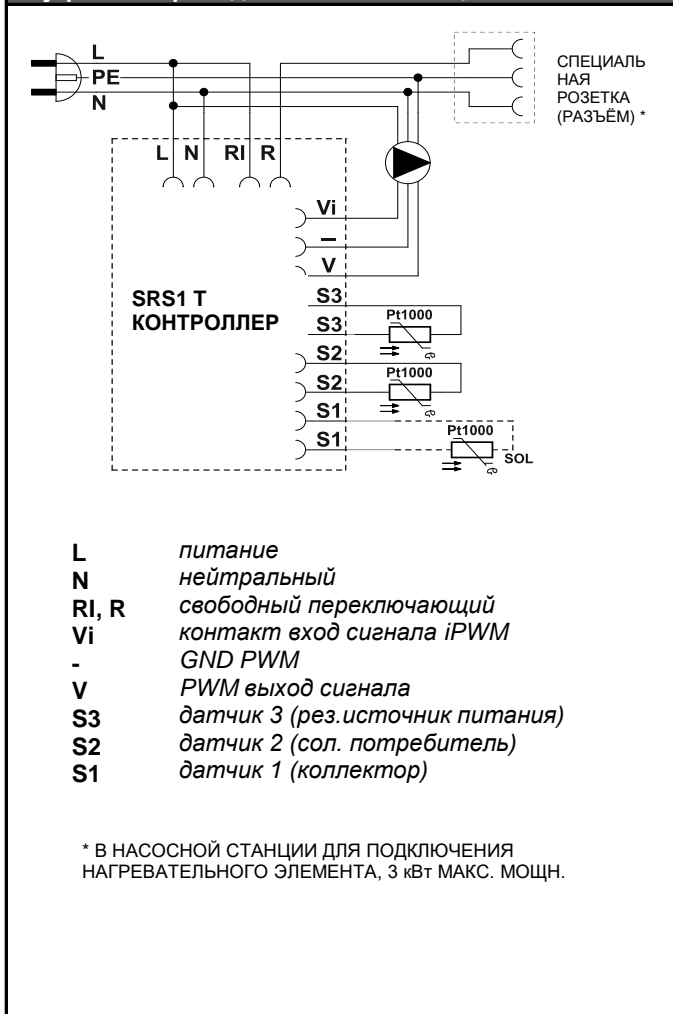 L
PE
N
СПЕЦИАЛЬ
НАЯ
РОЗЕТКА
(РАЗЪЁМ) *
L N RI R
Vi
–
V
SRS1 T
КОНТРОЛЛЕР
S3
Pt1000
S3
S2
Pt1000
S2
S1
Pt1000
S1
SOL
L питание
N нейтральный
RI, R свободный переключающий
Vi контакт вход сигнала iPWM
- GND PWM
V PWM выход сигнала
S3 датчик 3 (рез.источник питания)
S2 датчик 2 (сол. потребитель)
S1 датчик 1 (коллектор)
* В НАСОСНОЙ СТАНЦИИ ДЛЯ ПОДКЛЮЧЕНИЯ
НАГРЕВАТЕЛЬНОГО ЭЛЕМЕНТА, 3 кВт МАКС. МОЩН.